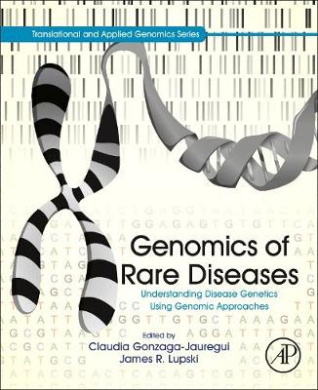 Translational and Applied Genomics Series
Genomics of
Rare Diseases
Understanding Disease Genetics
Using Genomic Approaches
Edited by
Claudia Gonzaga-Jauregui
James R. Lupski
AP